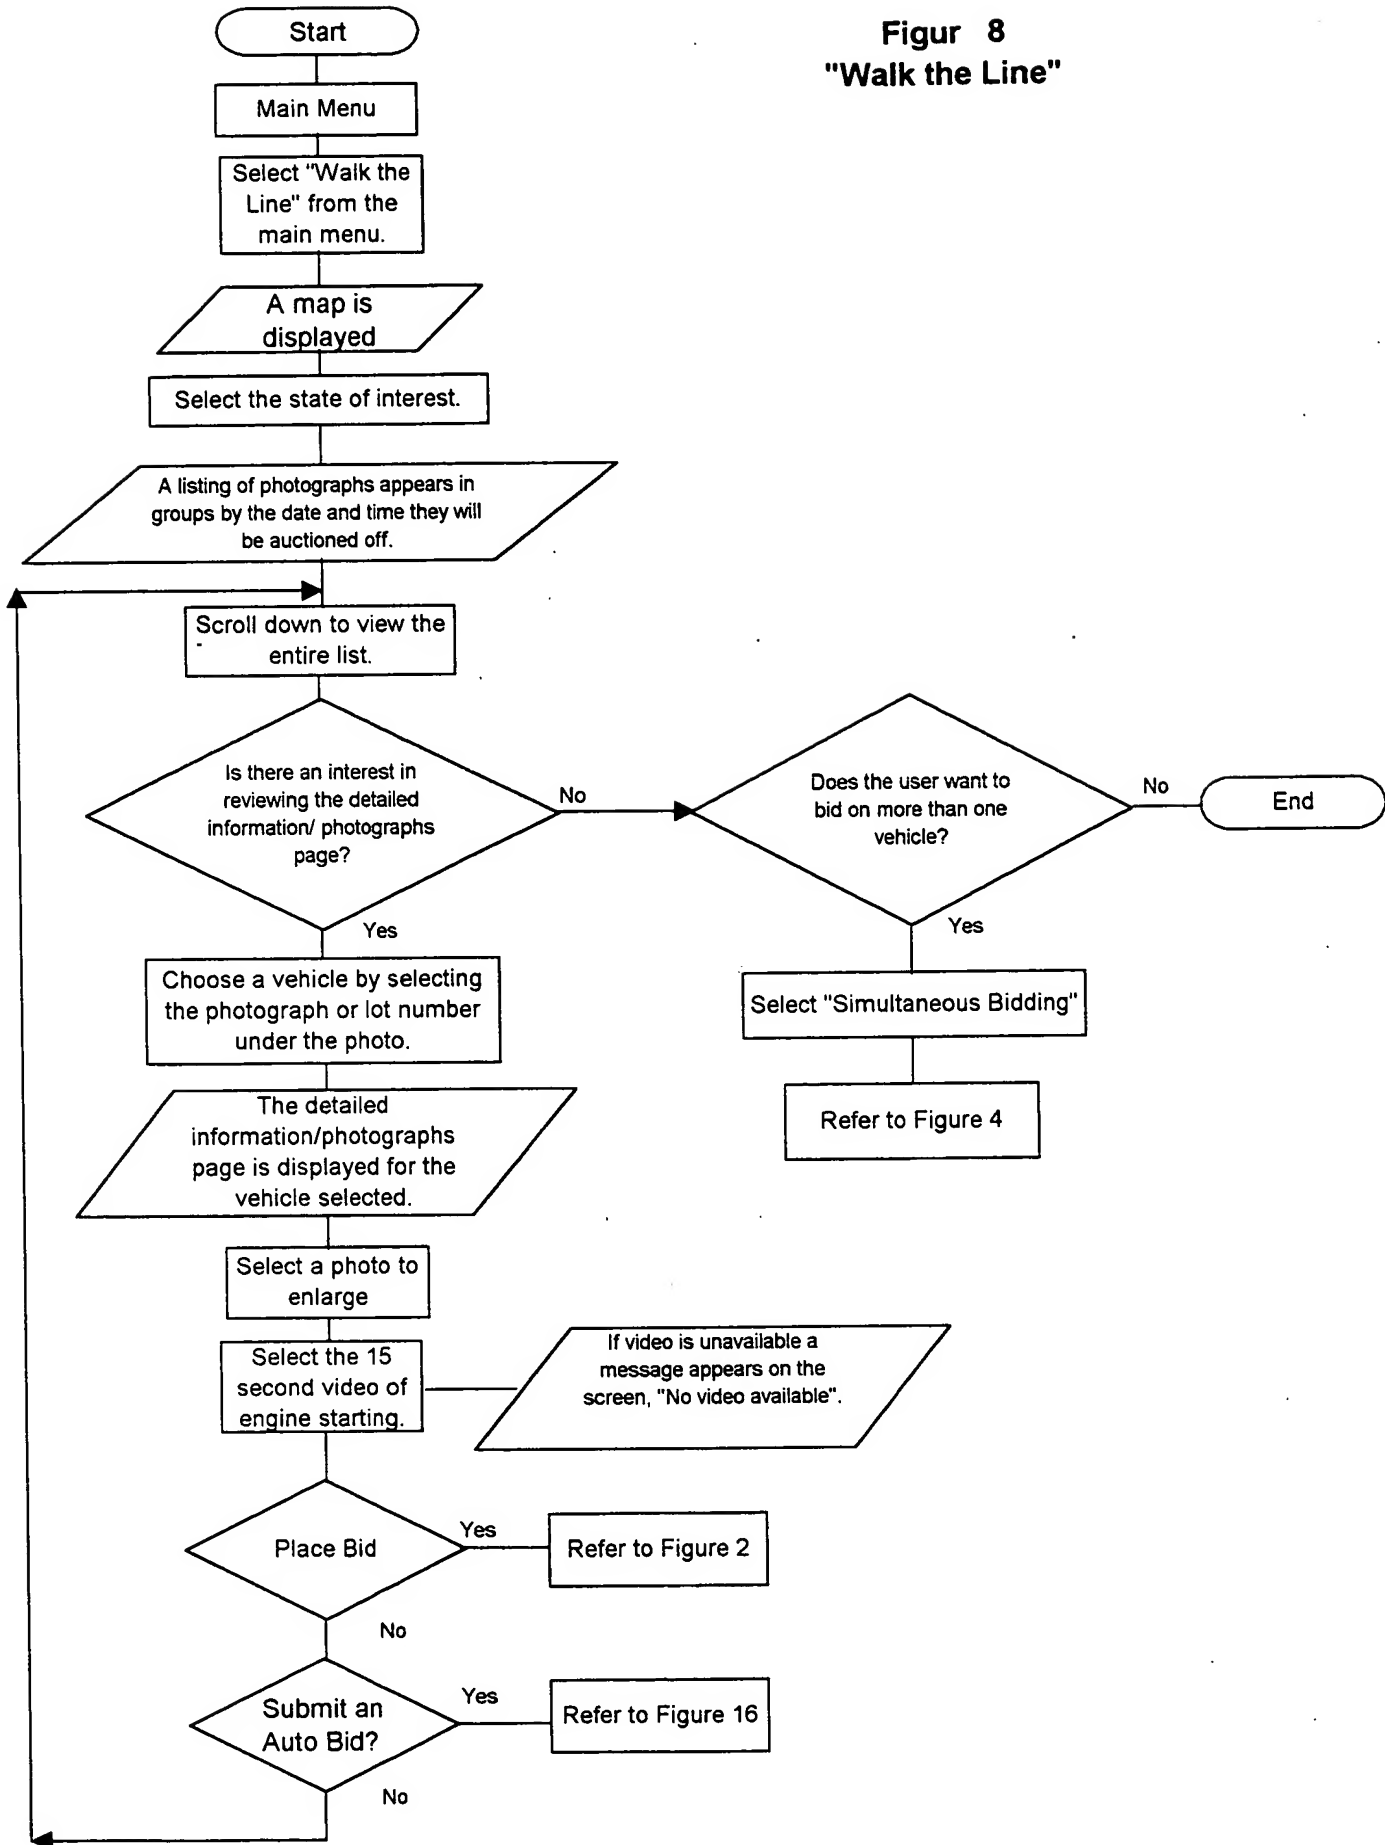 Figur 8
"Walk the Line"
Start
Main Menu
Select "Walk the
Line" from the
main menu.
A map is
displayed
Select the state of interest.
A listing of photographs appears in
groups by the date and time they will
be auctioned off.
Scroll down to view the
entire list.
Is there an interest in
reviewing the detailed
information/ photographs
page?
No
Does the user want to
bid on more than one
vehicle?
No
End
Yes
Yes
Choose a vehicle by selecting
the photograph or lot number
under the photo.
Select "Simultaneous Bidding"
Refer to Figure 4
The detailed
information/photographs
page is displayed for the
vehicle selected.
Select a photo to
enlarge
Select the 15
second video of
engine starting.
If video is unavailable a
message appears on the
screen, "No video available".
Place Bid
Yes
Refer to Figure 2
No
Submit an
Auto Bid?
Yes
Refer to Figure 16
No